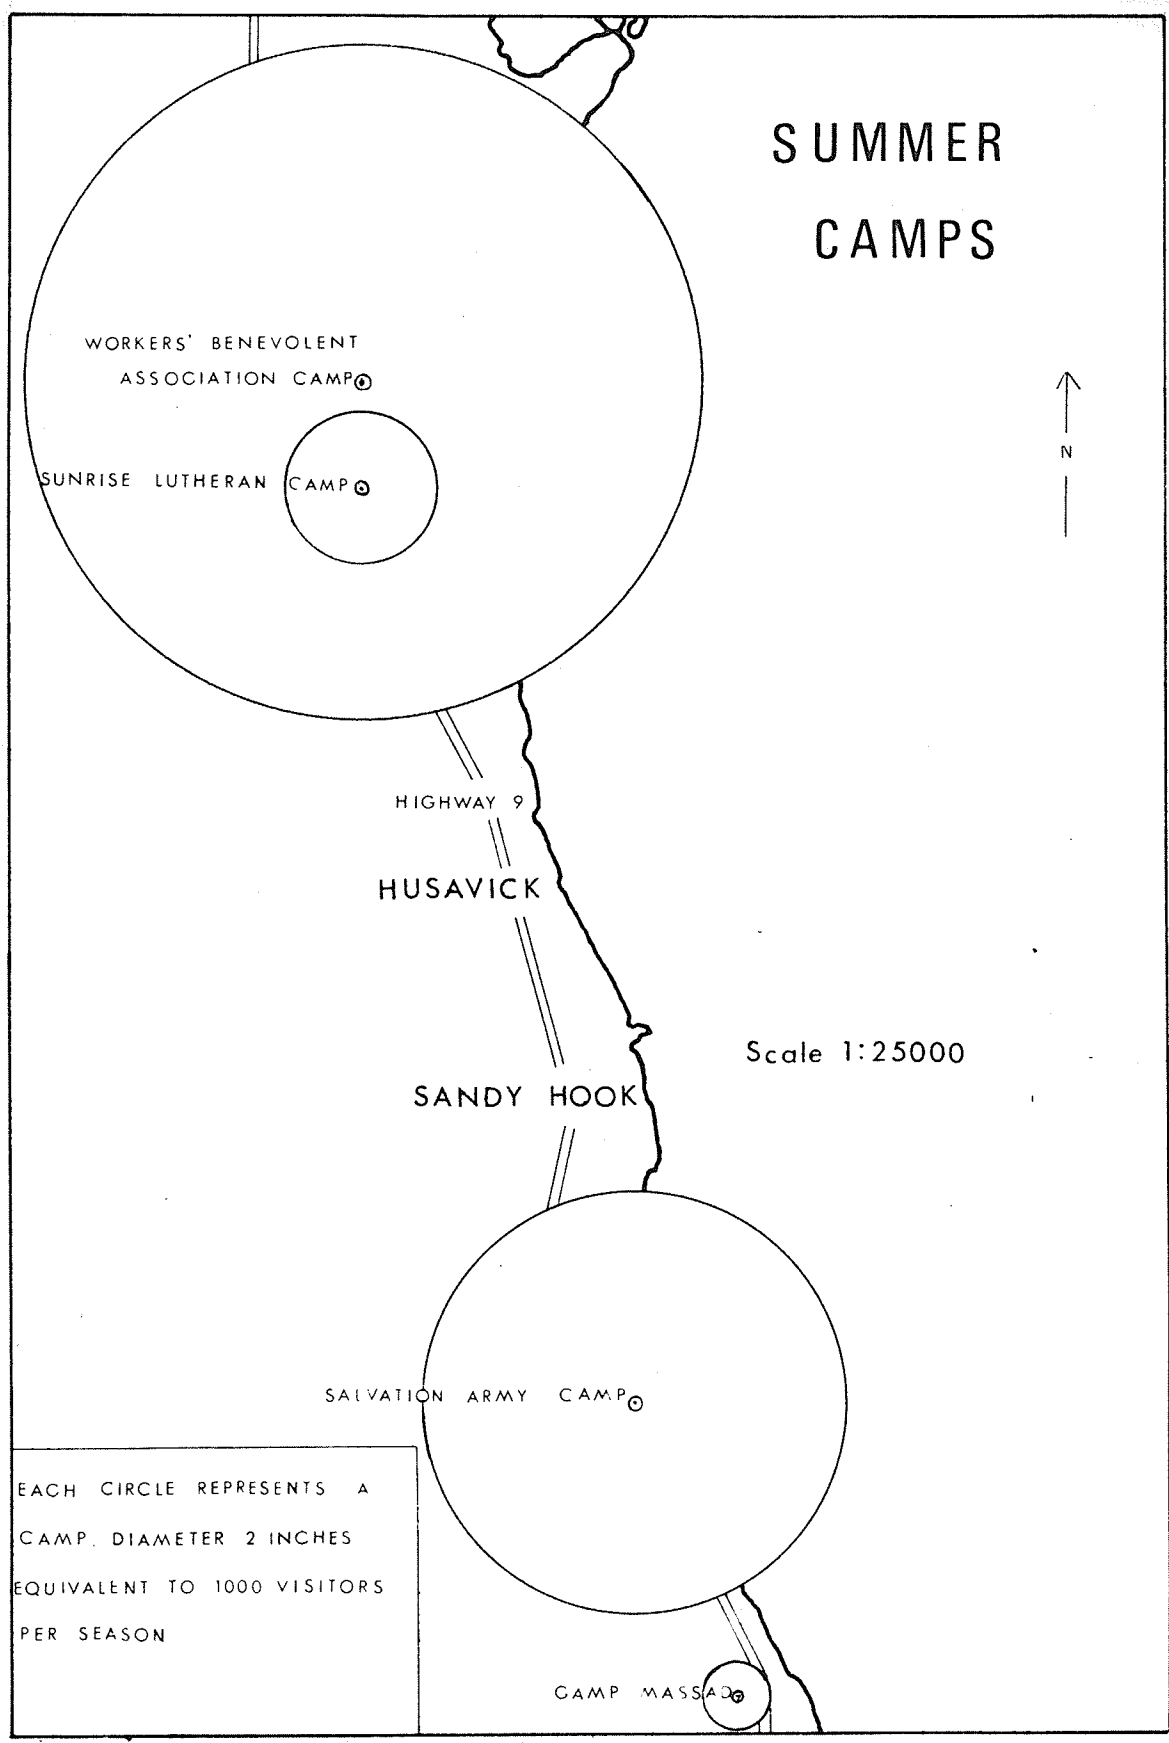 SUMMER
CAMPS
WORKERS' BENEVOLENT
ASSOCIATION CAMP
SUNRISE LUTHERAN CAMP
N
HIGHWAY 9
HUSAVICK
Scale 1:25000
SANDY HOOK
SALVATION ARMY CAMP
EACH CIRCLE REPRESENTS A
CAMP. DIAMETER 2 INCHES
EQUIVALENT TO 1000 VISITORS
PER SEASON
CAMP MASSAD